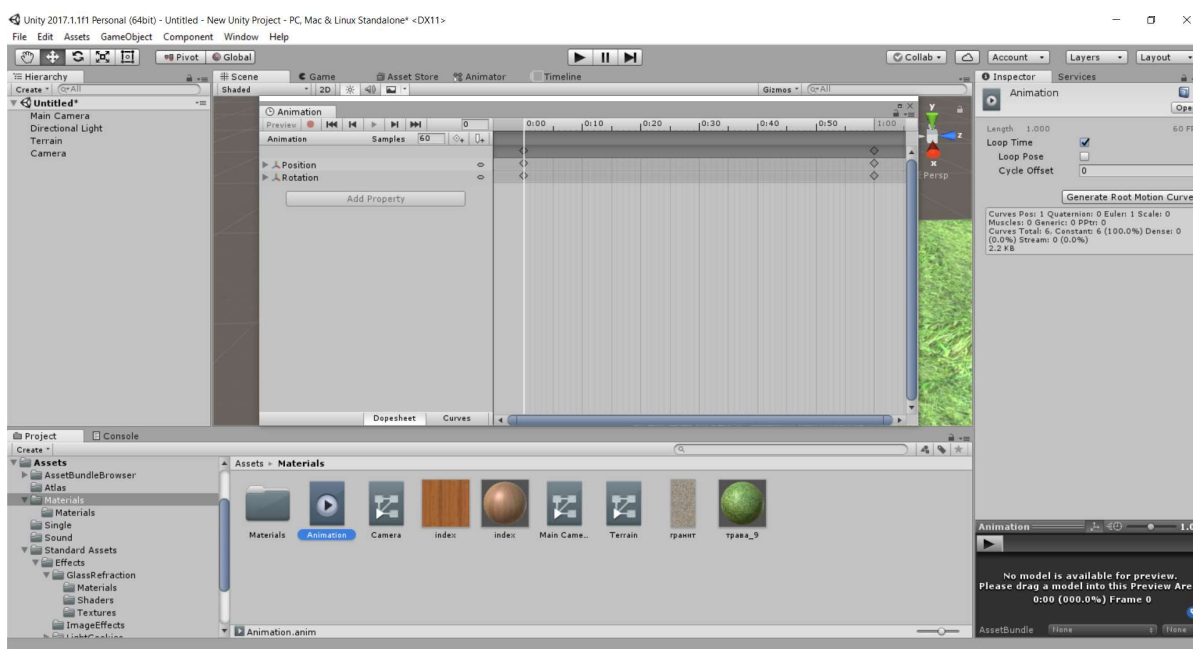 Unity 2017.1.1f1 Personal (64bit) - Untitled - New Unity Project - PC, Mac & Linux Standalone* <DX11>
File Edit Assets GameObject Component Window Help
Pivot Global Collab Account Layers Layout
Hierarchy
Create All
Untitled*
Main Camera
Directional Light
Terrain
Camera
Scene Game Asset Store Animator Timeline
Shaded 2D Gizmos All
Animation
Preview 0 0:00 0:10 0:20 0:30 0:40 0:50 1:00
Animation Samples 60
Position
Rotation
Add Property
Dopesheet Curves
y
z
x
Persp
Inspector Services
Animation
Ope
Length 1.000 60 F
Loop Time
Loop Pose
Cycle Offset 0
Generate Root Motion Curve
Curves Pos: 1 Quaternion: 0 Euler: 1 Scale: 0
Muscles: 0 Generic: 0 PPtr: 0
Curves Total: 6, Constant: 6 (100.0%) Dense: 0
(0.0%) Stream: 0 (0.0%)
2.2 KB
Project Console
Create
Assets
AssetBundleBrowser
Atlas
Materials
Materials
Single
Sound
Standard Assets
Effects
GlassRefraction
Materials
Shaders
Textures
ImageEffects
LightCookies
Assets Materials
Materials Animation Camera index index Main Came... Terrain гранит трава_9
Animation.anim
Animation 1.0
No model is available for preview.
Please drag a model into this Preview Are
0:00 (000.0%) Frame 0
AssetBundle None None